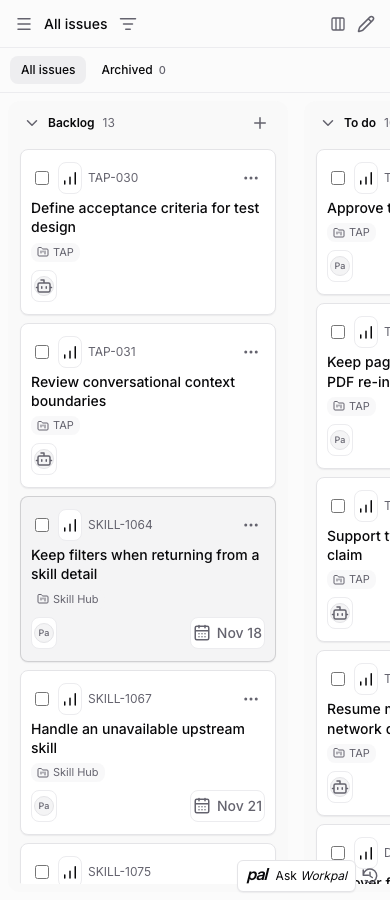 All issues
All issues
Archived 0
Backlog 13
TAP-030
Define acceptance criteria for test
design
TAP
TAP-031
Review conversational context
boundaries
TAP
SKILL-1064
Keep filters when returning from a
skill detail
Skill Hub
Pa
Nov 18
SKILL-1067
Handle an unavailable upstream
skill
Skill Hub
Pa
Nov 21
SKILL-1075
To do
Approve
TAP
Pa
Keep pag
PDF re-in
TAP
Pa
Support
claim
TAP
Resume
network
TAP
pal Ask Workpal